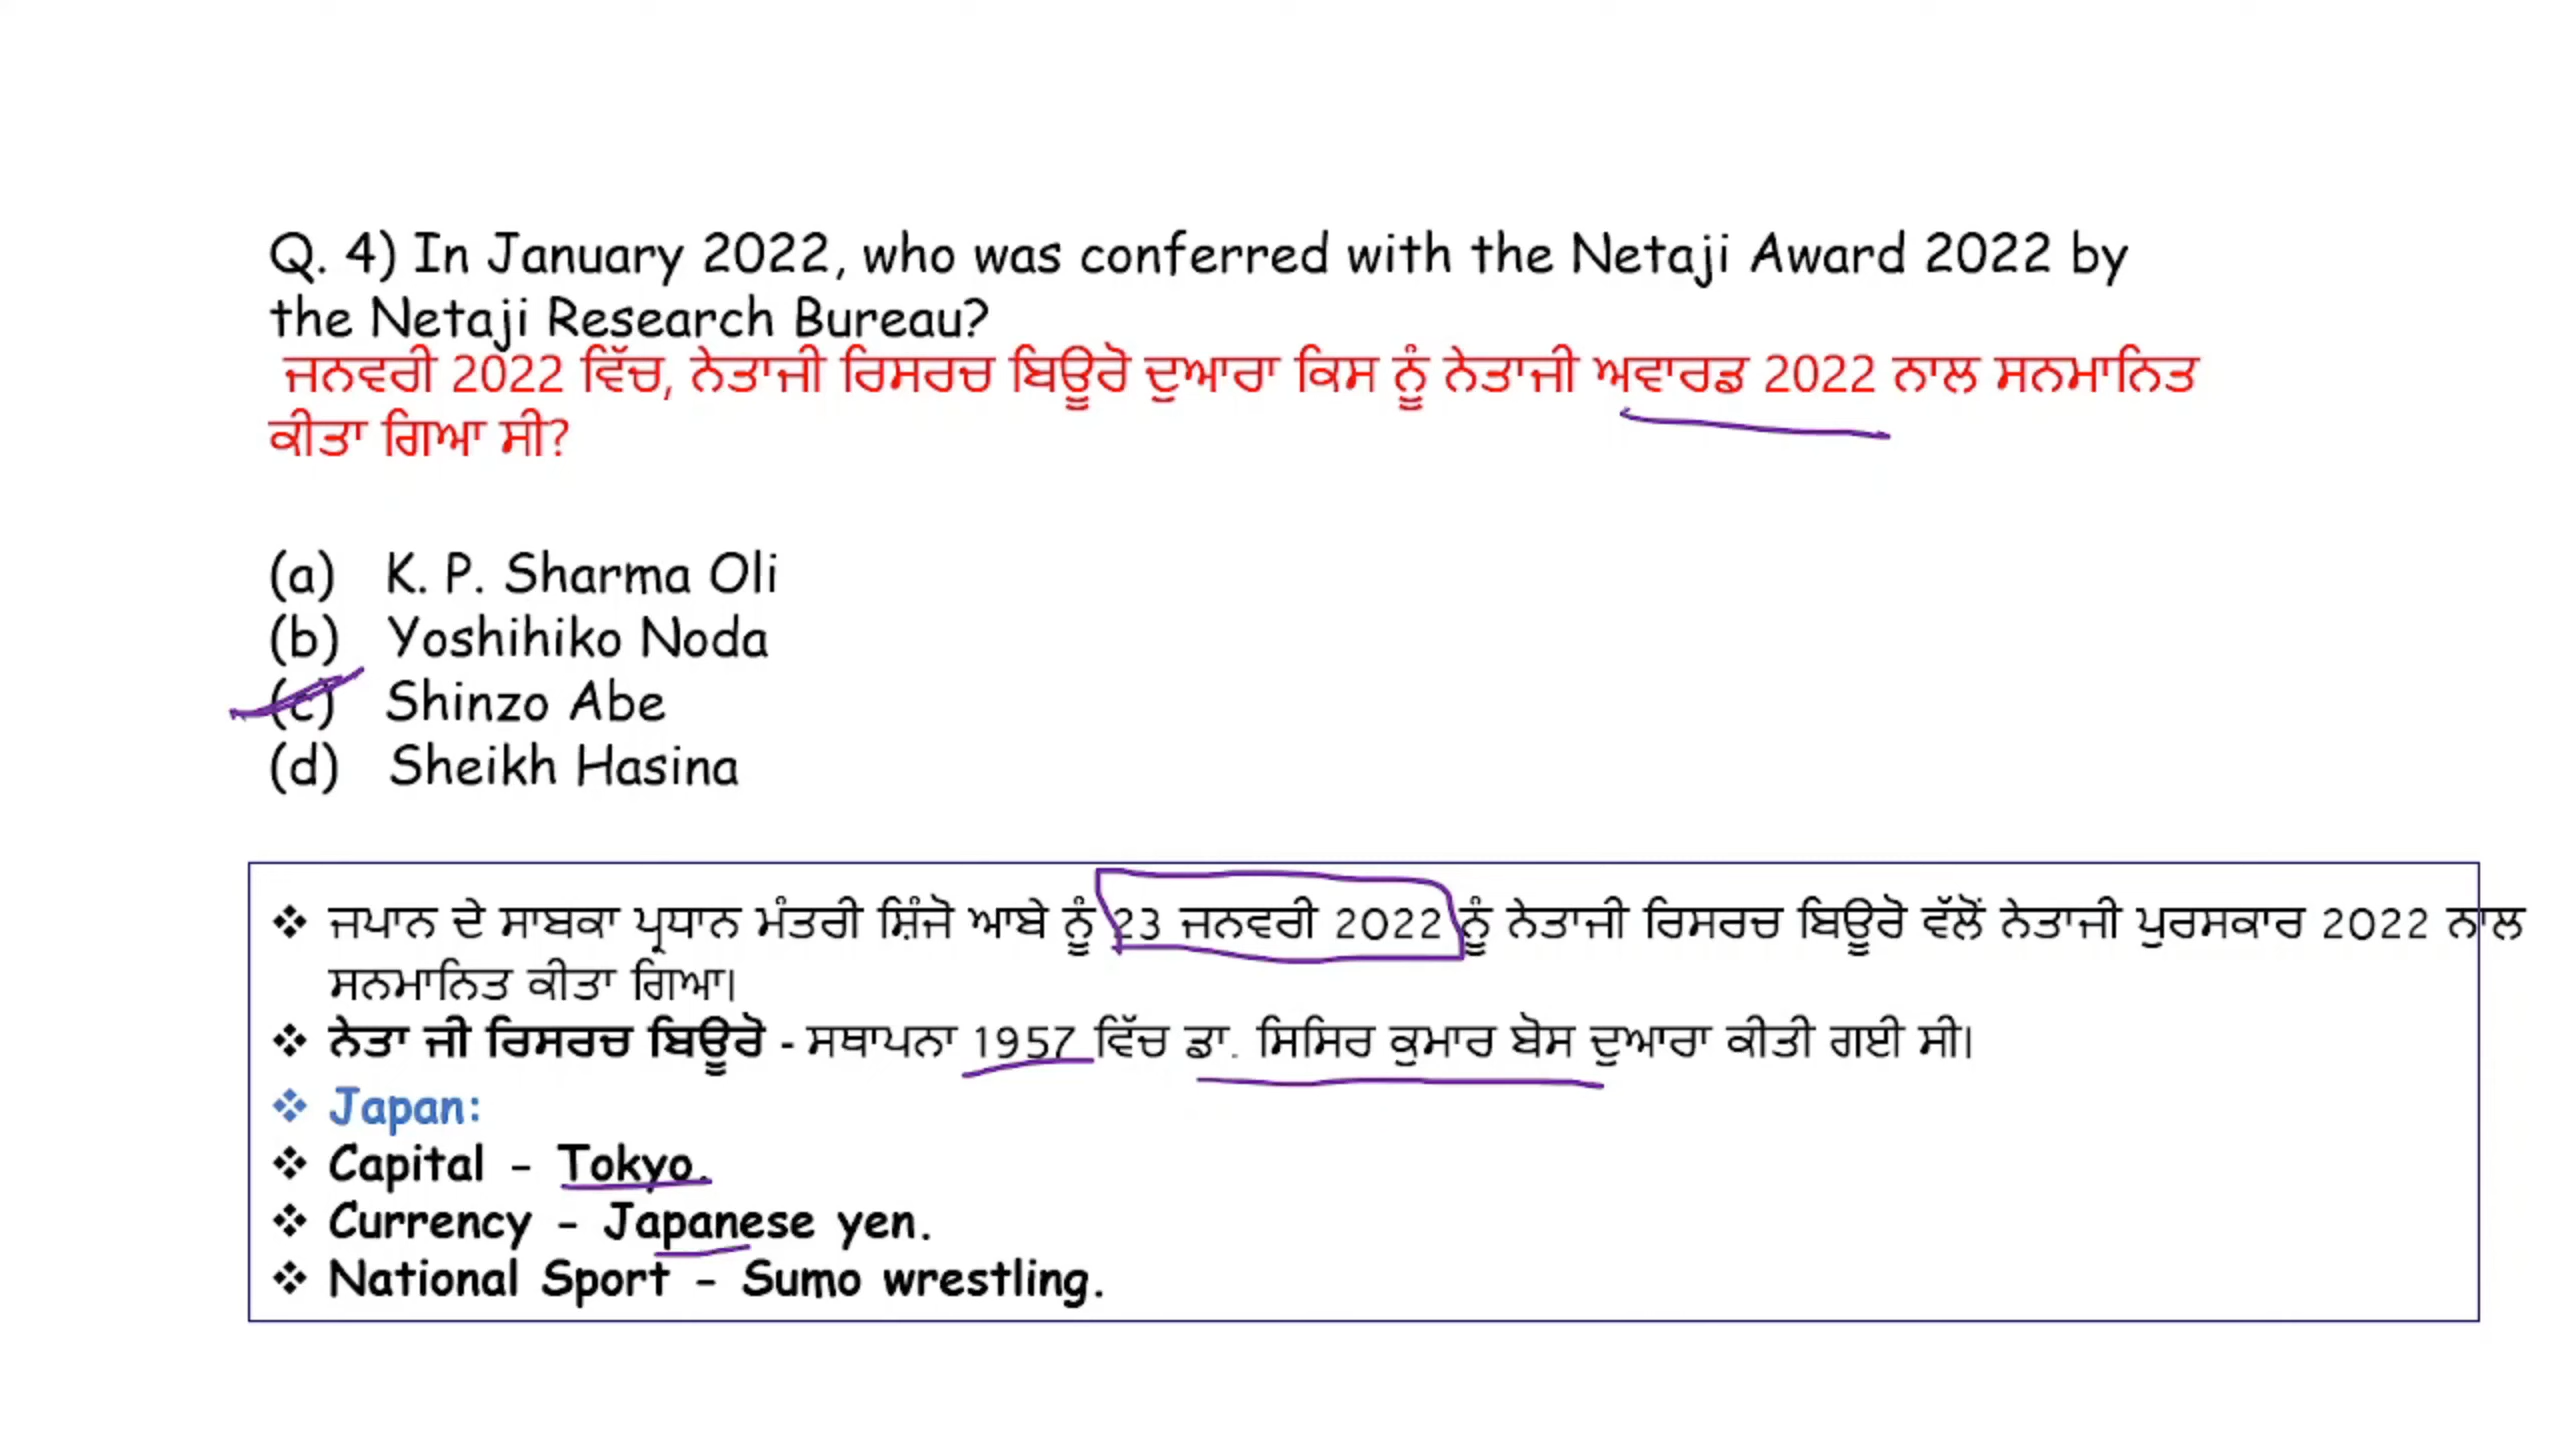 Q. 4) In January 2022, who was conferred with the Netaji Award 2022 by
the Netaji Research Bureau?
ਜਨਵਰੀ 2022 ਵਿੱਚ, ਨੇਤਾਜੀ ਰਿਸਰਚ ਬਿਊਰੋ ਦੁਆਰਾ ਕਿਸ ਨੂੰ ਨੇਤਾਜੀ ਅਵਾਰਡ 2022 ਨਾਲ ਸਨਮਾਨਿਤ
ਕੀਤਾ ਗਿਆ ਸੀ?
(a) K. P. Sharma Oli
(b) Yoshihiko Noda
(c) Shinzo Abe
(d) Sheikh Hasina
❖ ਜਪਾਨ ਦੇ ਸਾਬਕਾ ਪ੍ਰਧਾਨ ਮੰਤਰੀ ਸ਼ਿੰਜੋ ਆਬੇ ਨੂੰ 23 ਜਨਵਰੀ 2022 ਨੂੰ ਨੇਤਾਜੀ ਰਿਸਰਚ ਬਿਊਰੋ ਵੱਲੋਂ ਨੇਤਾਜੀ ਪੁਰਸਕਾਰ 2022 ਨਾਲ
ਸਨਮਾਨਿਤ ਕੀਤਾ ਗਿਆ।
❖ ਨੇਤਾ ਜੀ ਰਿਸਰਚ ਬਿਊਰੋ - ਸਥਾਪਨਾ 1957 ਵਿੱਚ ਡਾ. ਸਿਸਿਰ ਕੁਮਾਰ ਬੋਸ ਦੁਆਰਾ ਕੀਤੀ ਗਈ ਸੀ।
❖ Japan:
❖ Capital - Tokyo.
❖ Currency - Japanese yen.
❖ National Sport - Sumo wrestling.